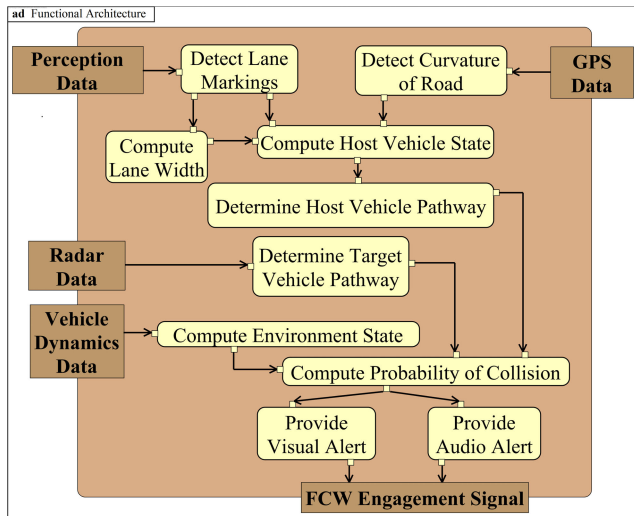 ad Functional Architecture
Perception
Data
Detect Lane
Markings
Detect Curvature
of Road
GPS
Data
Compute
Lane Width
Compute Host Vehicle State
Determine Host Vehicle Pathway
Radar
Data
Determine Target
Vehicle Pathway
Vehicle
Dynamics
Data
Compute Environment State
Compute Probability of Collision
Provide
Visual Alert
Provide
Audio Alert
FCW Engagement Signal